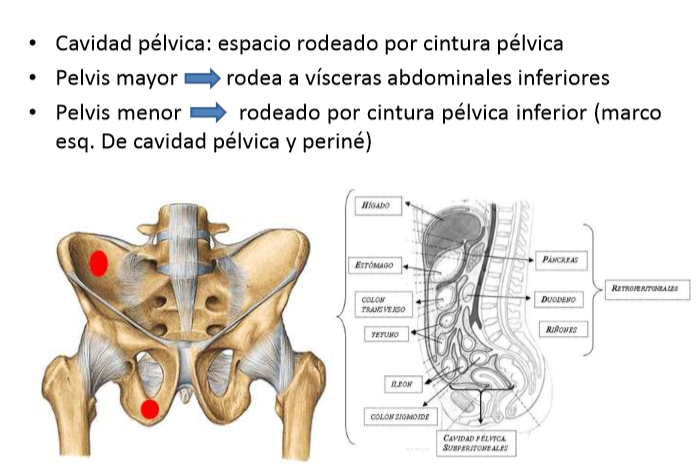 • Cavidad pélvica: espacio rodeado por cintura pélvica
• Pelvis mayor rodea a vísceras abdominales inferiores
• Pelvis menor rodeado por cintura pélvica inferior (marco
esq. De cavidad pélvica y periné)
HÍGADO
ESTÓMAGO
COLON
TRANSVERSO
YEYUNO
ÍLEON
COLON SIGMOIDE
PÁNCREAS
DUODENO
RIÑONES
RETROPERITONEALES
CAVIDAD PÉLVICA
SUBPERITONEALES